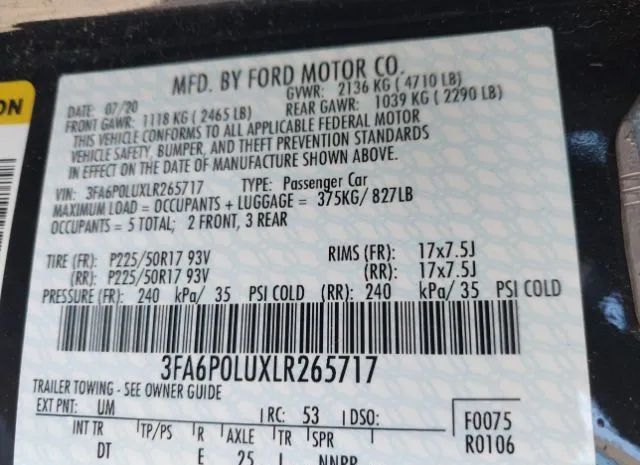 ON
MFD. BY FORD MOTOR CO.
DATE: 07/20 GVWR: 2136 KG ( 4710 LB)
FRONT GAWR: 1118 KG ( 2465 LB) REAR GAWR: 1039 KG ( 2290 LB)
THIS VEHICLE CONFORMS TO ALL APPLICABLE FEDERAL MOTOR
VEHICLE SAFETY, BUMPER, AND THEFT PREVENTION STANDARDS
IN EFFECT ON THE DATE OF MANUFACTURE SHOWN ABOVE.
VIN: 3FA6P0LUXLR265717 TYPE: Passenger Car
MAXIMUM LOAD = OCCUPANTS + LUGGAGE = 375KG/ 827LB
OCCUPANTS = 5 TOTAL; 2 FRONT, 3 REAR
TIRE (FR): P225/50R17 93V RIMS (FR): 17x7.5J
(RR): P225/50R17 93V (RR): 17x7.5J
PRESSURE (FR): 240 kPa/ 35 PSI COLD (RR): 240 kPa/ 35 PSI COLD
3FA6P0LUXLR265717
TRAILER TOWING - SEE OWNER GUIDE
EXT PNT: UM RC: 53 DSO: F0075
INT TR TP/PS R AXLE TR SPR R0106
DT E 25 J NNRR